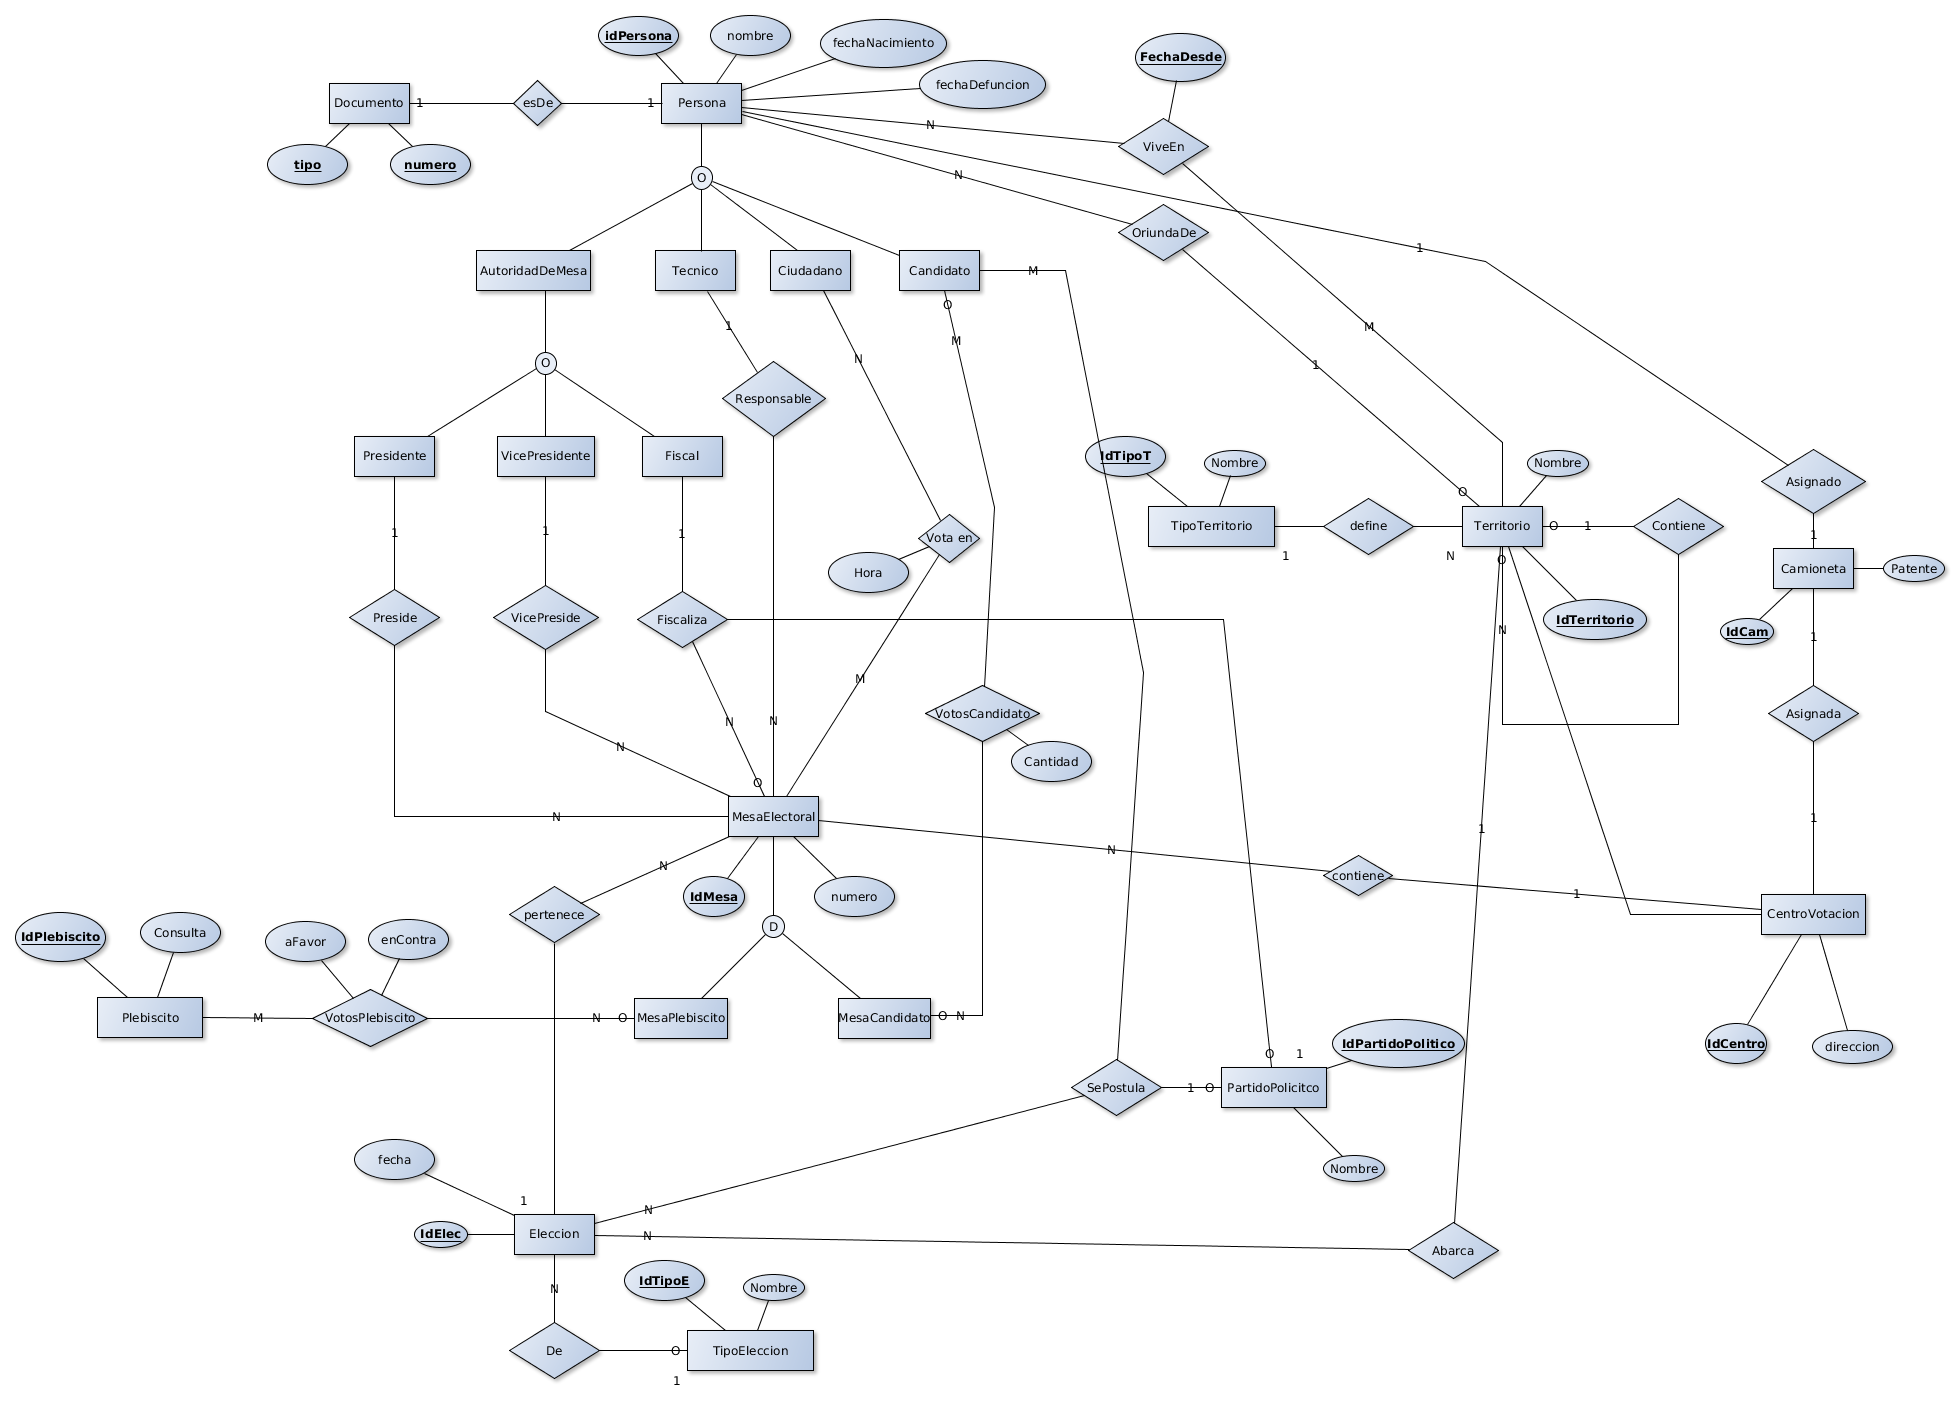 idPersona
nombre
fechaNacimiento
FechaDesde
fechaDefuncion
Documento
1
esDe
1
Persona
N
ViveEn
tipo
numero
O
N
OriundaDe
1
AutoridadDeMesa
Tecnico
Ciudadano
Candidato
M
O
1
M
M
N
1
O
Responsable
Presidente
VicePresidente
Fiscal
IdTipoT
Nombre
Nombre
Asignado
O
TipoTerritorio
define
Territorio
O
1
Contiene
1
1
1
1
Vota en
1
N
O
Hora
Camioneta
Patente
Preside
VicePreside
Fiscaliza
IdTerritorio
N
IdCam
1
M
N
N
VotosCandidato
Asignada
N
Cantidad
O
MesaElectoral
N
1
1
N
N
contiene
1
IdMesa
numero
pertenece
CentroVotacion
D
IdPlebiscito
Consulta
aFavor
enContra
Plebiscito
M
VotosPlebiscito
N
O
MesaPlebiscito
MesaCandidato
O
N
IdCentro
direccion
O
1
IdPartidoPolitico
SePostula
1
O
PartidoPolicitco
fecha
Nombre
1
N
IdElec
Eleccion
N
Abarca
N
IdTipoE
Nombre
De
O
TipoEleccion
1